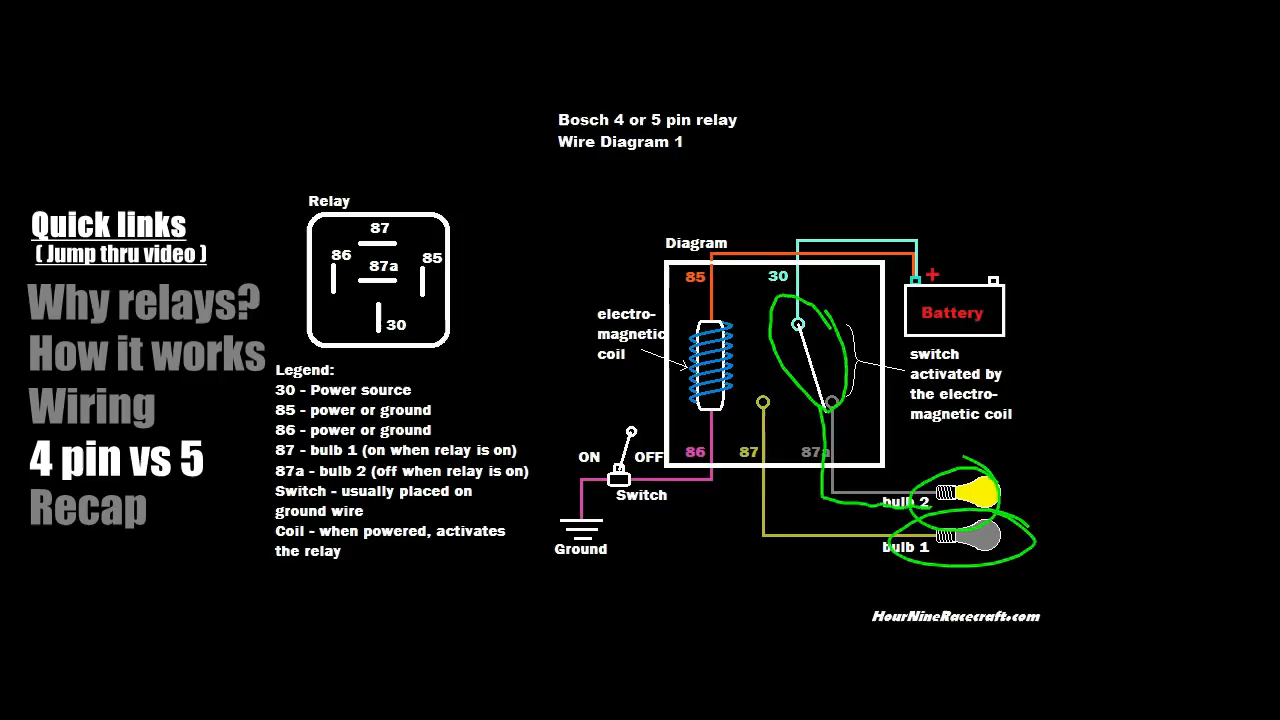 Bosch 4 or 5 pin relay
Wire Diagram 1
Quick links
( Jump thru video )
Why relays?
How it works
Wiring
4 pin vs 5
Recap
Relay
87
86
85
87a
30
Legend:
30 - Power source
85 - power or ground
86 - power or ground
87 - bulb 1 (on when relay is on)
87a - bulb 2 (off when relay is on)
Switch - usually placed on
ground wire
Coil - when powered, activates
the relay
Diagram
85
30
electro-
magnetic
coil
+
Battery
switch
activated by
the electro-
magnetic coil
86
87
87a
ON
OFF
Switch
Ground
bulb 2
bulb 1
HourNineRacecraft.com